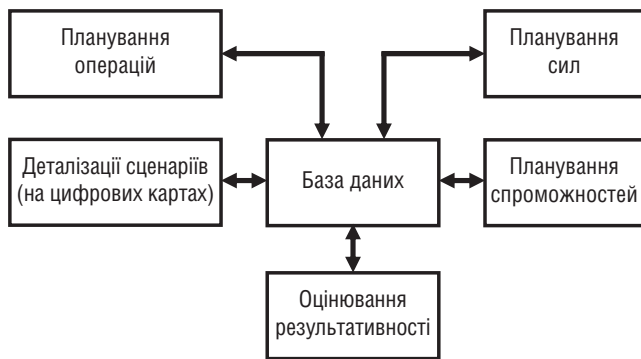 Планування
операцій
Планування
сил
Деталізації сценаріїв
(на цифрових картах)
База даних
Планування
спроможностей
Оцінювання
результативності